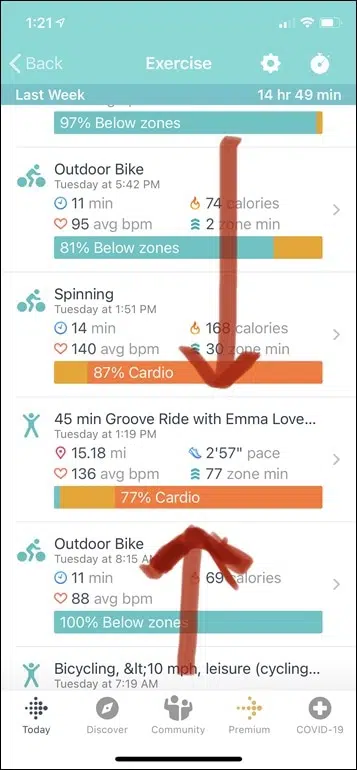 1:21
Back
Exercise
Last Week
14 hr 49 min
97% Below zones
Outdoor Bike
Tuesday at 5:42 PM
11 min
74 calories
95 avg bpm
2 zone min
81% Below zones
Spinning
Tuesday at 1:51 PM
14 min
168 calories
140 avg bpm
30 zone min
87% Cardio
45 min Groove Ride with Emma Love...
Tuesday at 1:19 PM
15.18 mi
2'57" pace
136 avg bpm
77 zone min
77% Cardio
Outdoor Bike
Tuesday at 8:15 AM
11 min
69 calories
88 avg bpm
100% Below zones
Bicycling, &lt;10 mph, leisure (cycling...
Tuesday at 7:19 AM
Today
Discover
Community
Premium
COVID-19